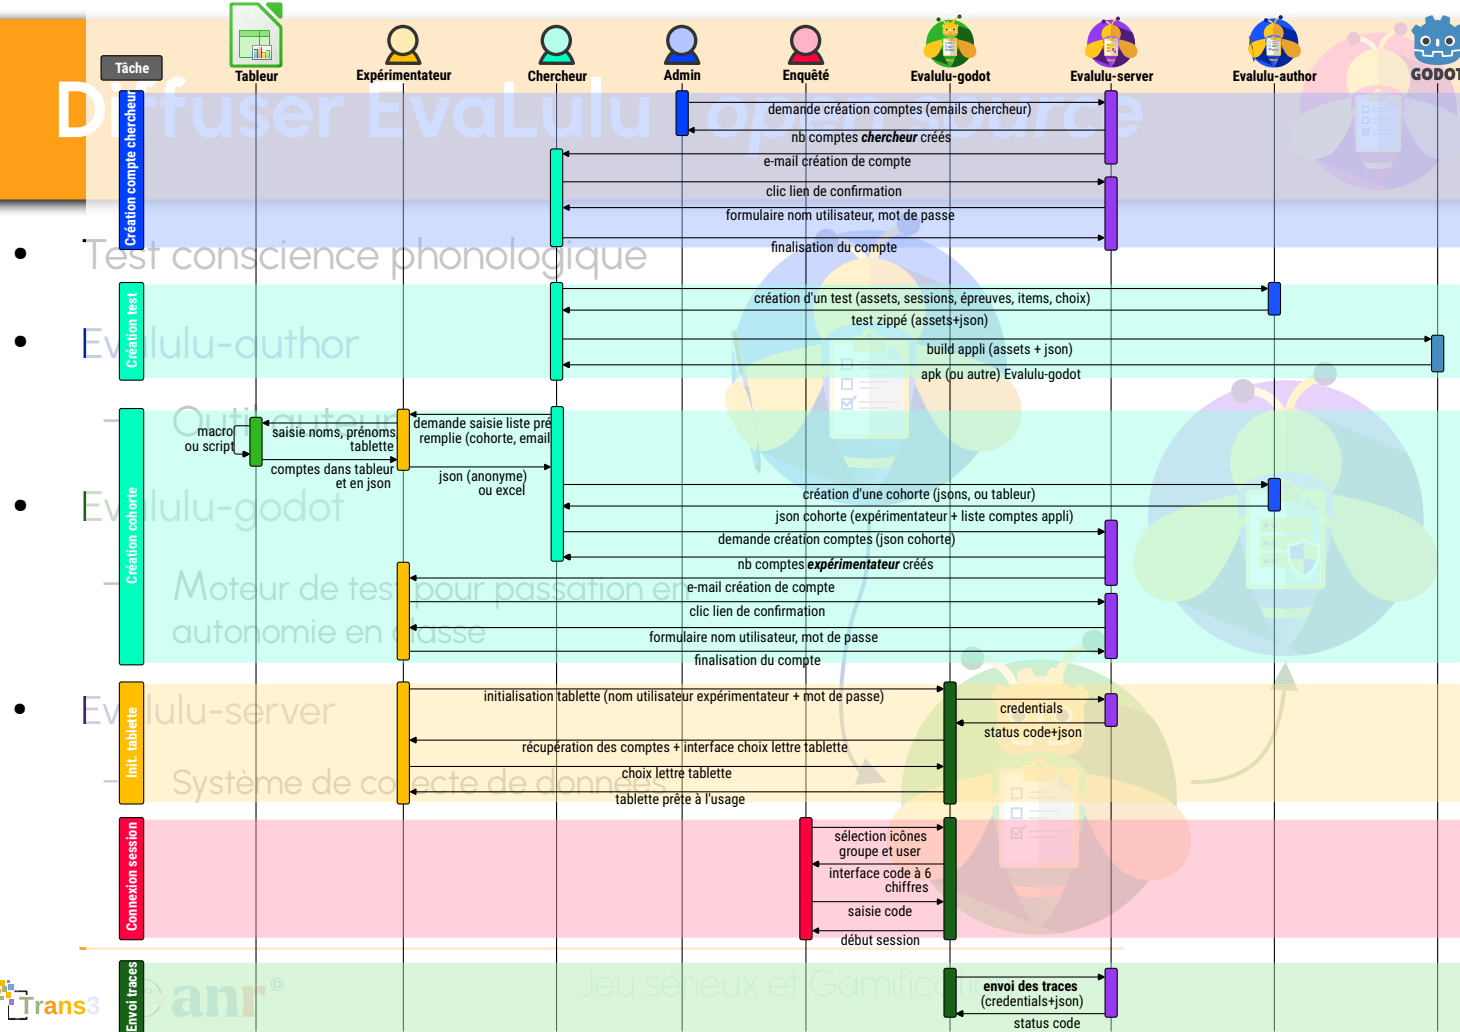 Tâche
Tableur
Expérimentateur
Chercheur
Admin
Enquêté
Evalulu-godot
Evalulu-server
Evalulu-author
GODOT
Diffuser EvaLulu open source
Création compte chercheur
demande création comptes (emails chercheur)
nb comptes chercheur créés
e-mail création de compte
clic lien de confirmation
formulaire nom utilisateur, mot de passe
finalisation du compte
Test conscience phonologique
Création test
création d'un test (assets, sessions, épreuves, items, choix)
test zippé (assets+json)
Evalulu-author
build appli (assets + json)
apk (ou autre) Evalulu-godot
Création cohorte
Outil auteur
demande saisie liste pré
remplie (cohorte, email
saisie noms, prénoms
tablette
macro
ou script
comptes dans tableur
et en json
json (anonyme)
ou excel
création d'une cohorte (jsons, ou tableur)
Evalulu-godot
json cohorte (expérimentateur + liste comptes appli)
demande création comptes (json cohorte)
nb comptes expérimentateur créés
Moteur de test pour passation en
autonomie en classe
e-mail création de compte
clic lien de confirmation
formulaire nom utilisateur, mot de passe
finalisation du compte
Init. tablette
initialisation tablette (nom utilisateur expérimentateur + mot de passe)
Evalulu-server
credentials
status code+json
récupération des comptes + interface choix lettre tablette
choix lettre tablette
Système de collecte de données
tablette prête à l'usage
Connexion session
sélection icônes
groupe et user
interface code à 6
chiffres
saisie code
début session
Envoi traces
envoi des traces
(credentials+json)
status code
Trans3
anr®
Jeu sérieux et Gamification